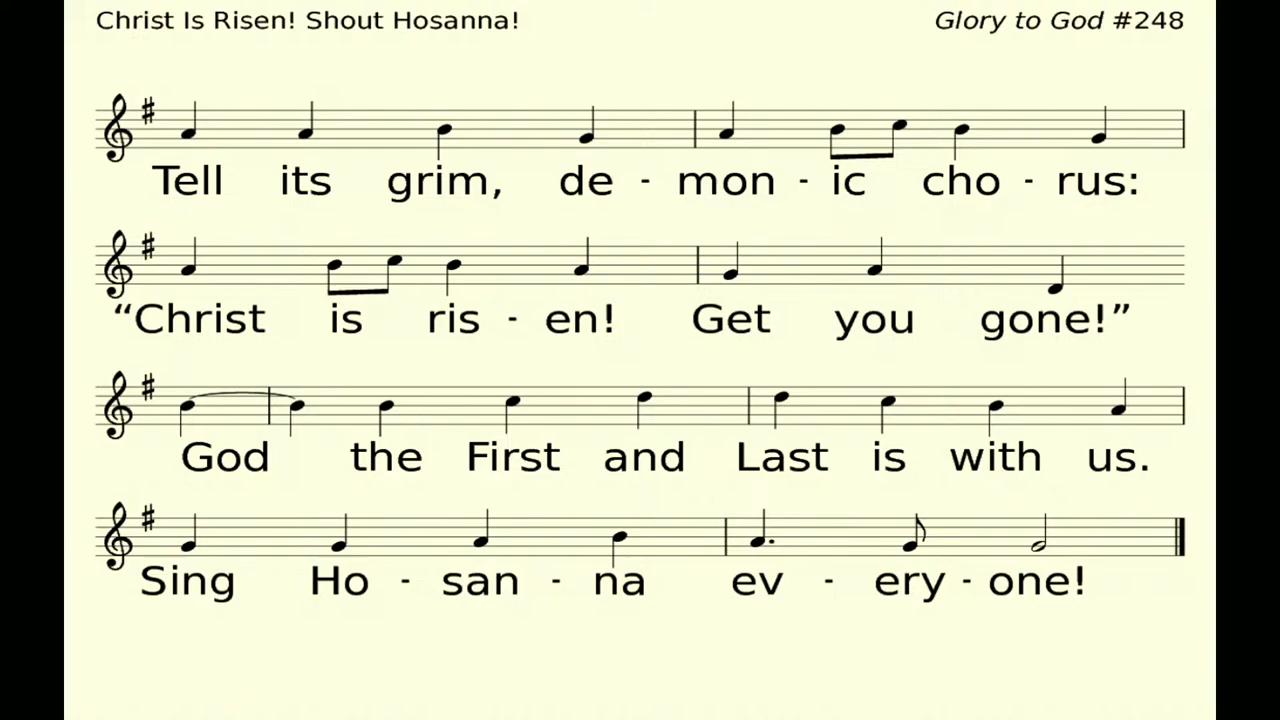 Christ Is Risen! Shout Hosanna!
Glory to God #248
Tell its grim, de - mon - ic cho - rus:
“Christ is ris - en! Get you gone!”
God the First and Last is with us.
Sing Ho - san - na ev - ery - one!